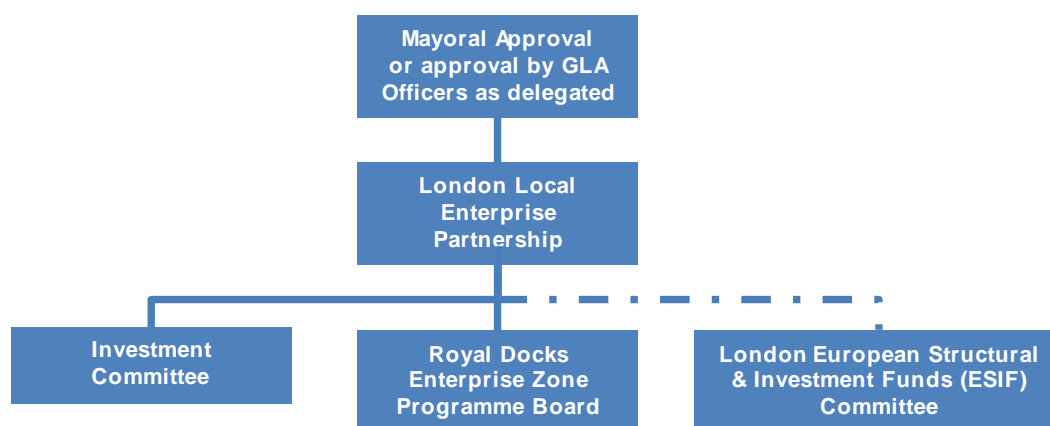 Mayoral Approval
or approval by GLA
Officers as delegated
London Local
Enterprise
Partnership
Investment
Committee
Royal Docks
Enterprise Zone
Programme Board
London European Structural
& Investment Funds (ESIF)
Committee